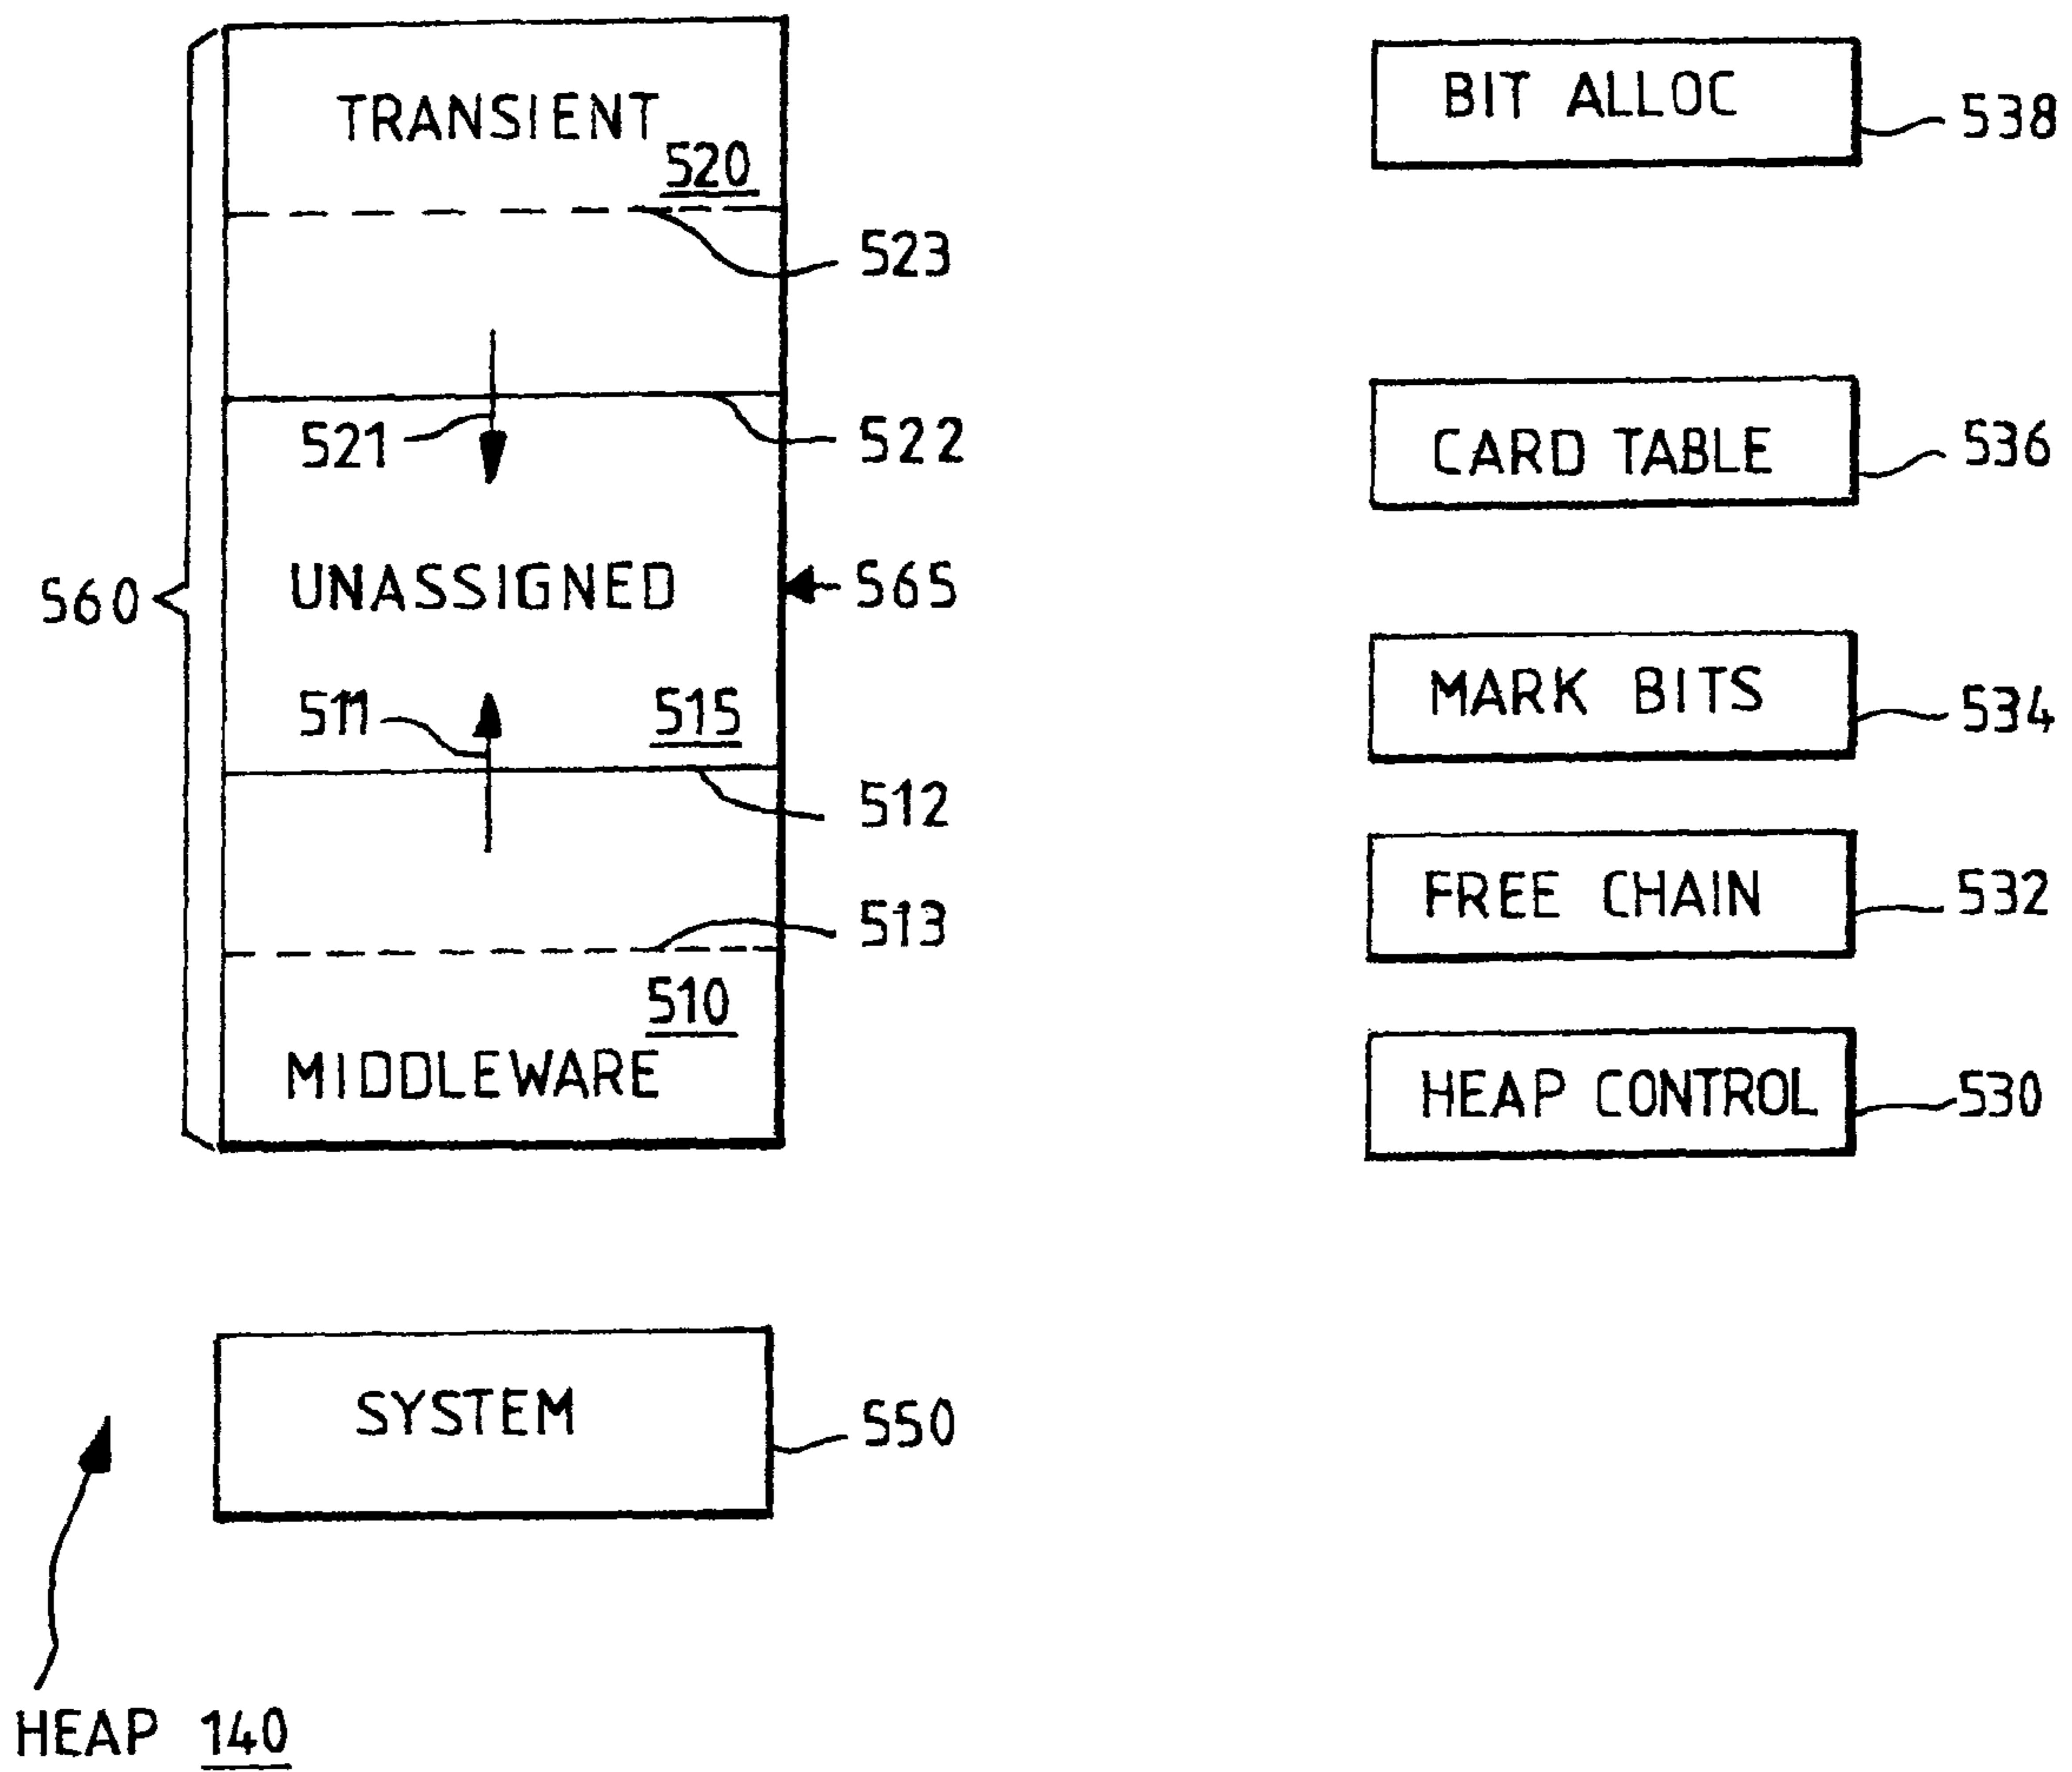 TRANSIENT
520
523
521
522
560
UNASSIGNED
565
511
515
512
513
510
MIDDLEWARE
SYSTEM
550
HEAP 140
BIT ALLOC
538
CARD TABLE
536
MARK BITS
534
FREE CHAIN
532
HEAP CONTROL
530